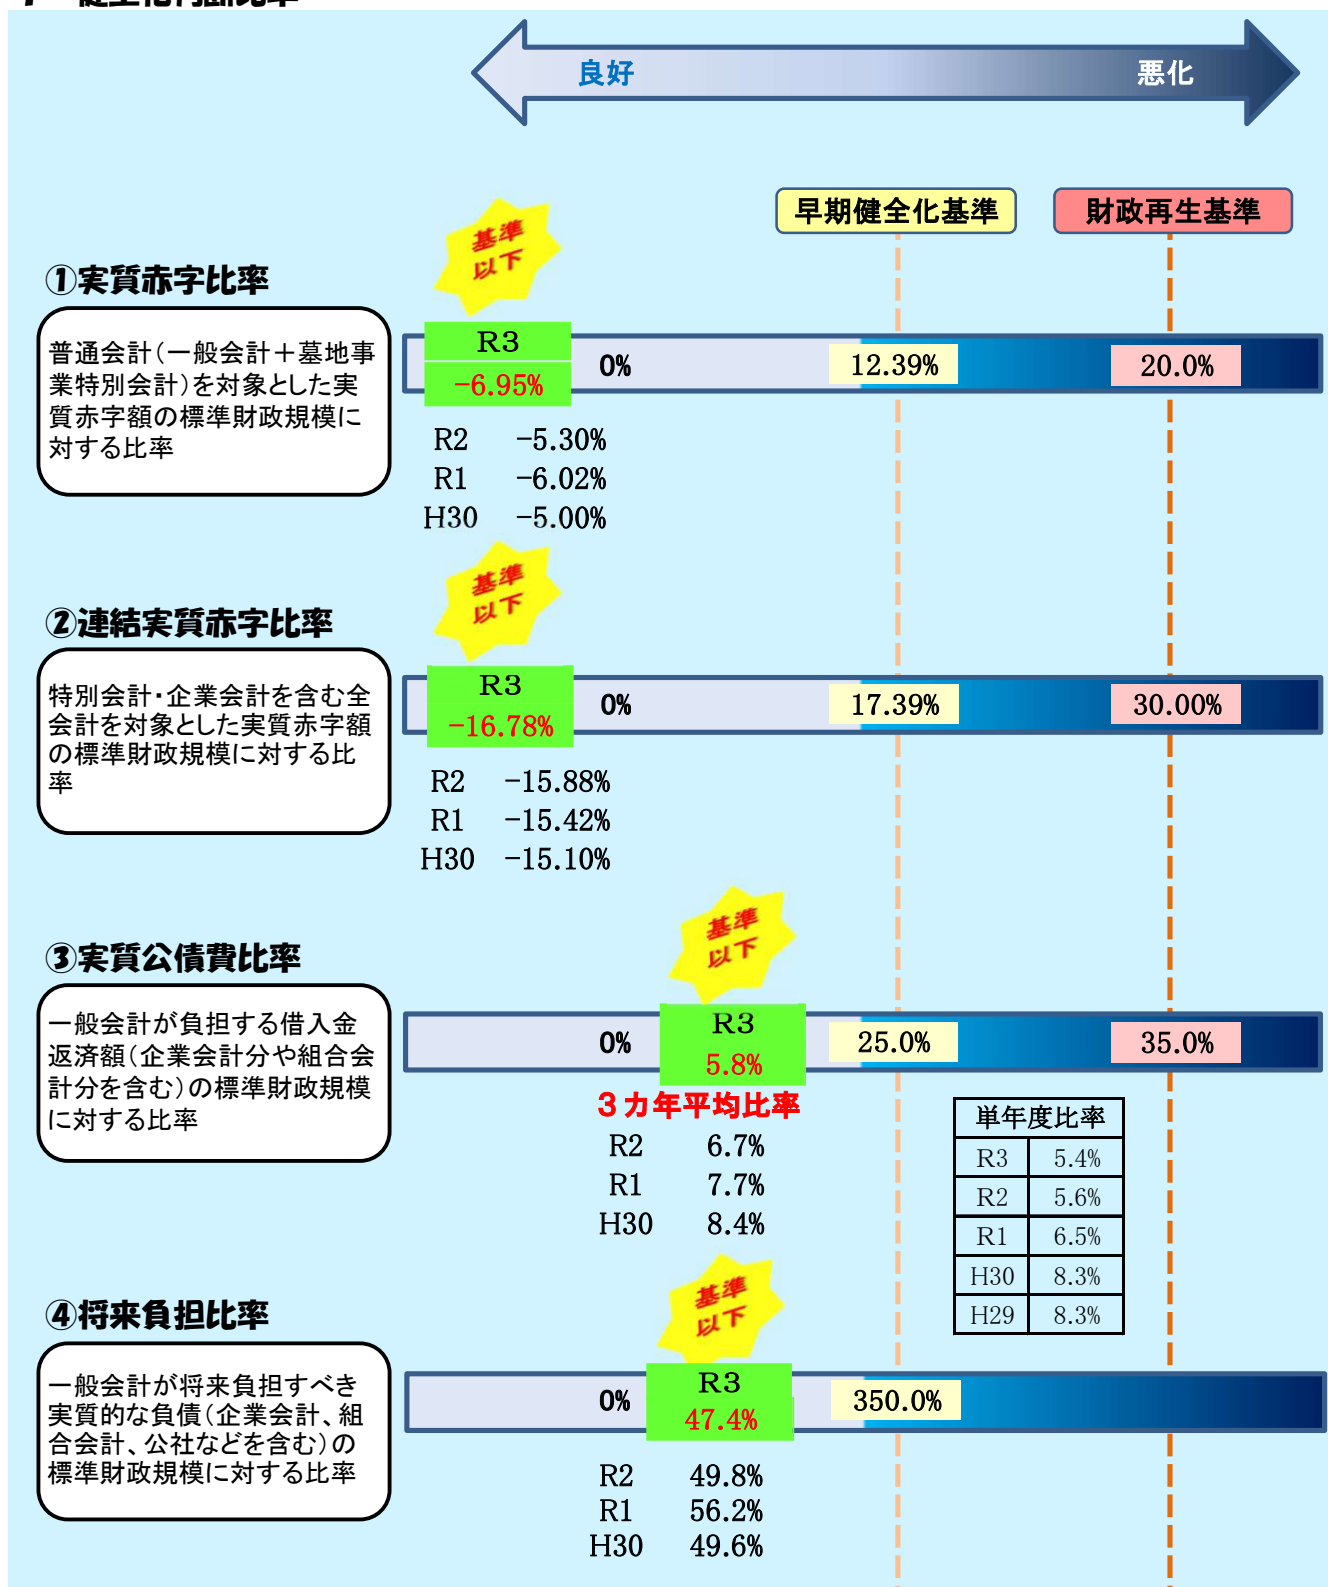 良好
悪化
早期健全化基準
財政再生基準
基準
以下
①実質赤字比率
普通会計(一般会計＋墓地事
業特別会計)を対象とした実
質赤字額の標準財政規模に
対する比率
R3
-6.95%
0%
12.39%
20.0%
R2 -5.30%
R1 -6.02%
H30 -5.00%
基準
以下
②連結実質赤字比率
特別会計・企業会計を含む全
会計を対象とした実質赤字額
の標準財政規模に対する比
率
R3
-16.78%
0%
17.39%
30.00%
R2 -15.88%
R1 -15.42%
H30 -15.10%
基準
以下
③実質公債費比率
一般会計が負担する借入金
返済額(企業会計分や組合会
計分を含む)の標準財政規模
に対する比率
0%
R3
5.8%
25.0%
35.0%
3カ年平均比率
R2 6.7%
R1 7.7%
H30 8.4%
単年度比率
R3 5.4%
R2 5.6%
R1 6.5%
H30 8.3%
H29 8.3%
基準
以下
④将来負担比率
一般会計が将来負担すべき
実質的な負債(企業会計、組
合会計、公社などを含む)の
標準財政規模に対する比率
0%
R3
47.4%
350.0%
R2 49.8%
R1 56.2%
H30 49.6%